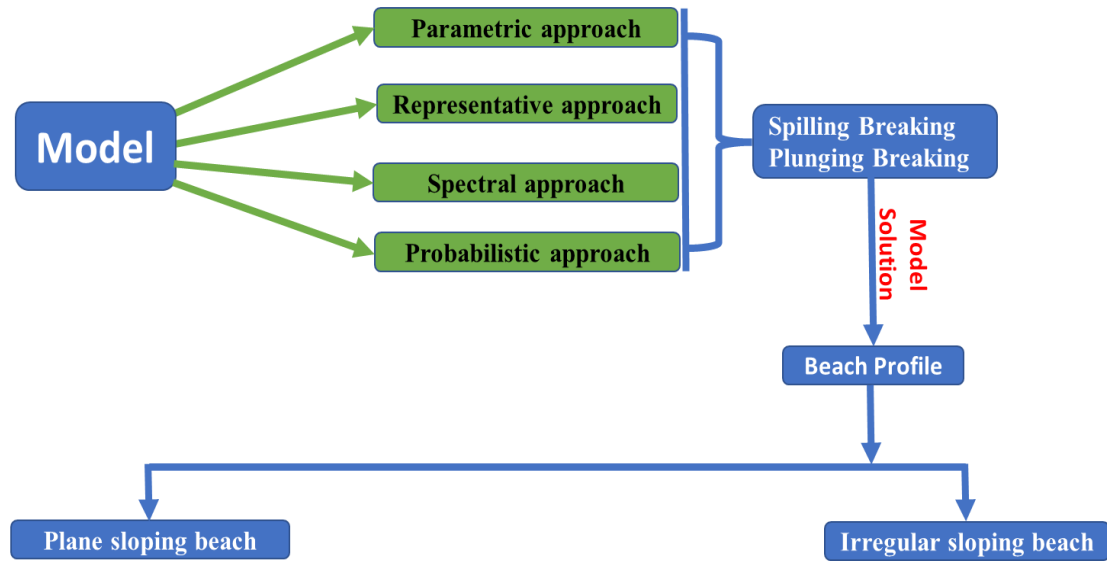 Parametric approach
Representative approach
Model
Spectral approach
Probabilistic approach
Spilling Breaking
Plunging Breaking
Model
Solution
Beach Profile
Plane sloping beach
Irregular sloping beach